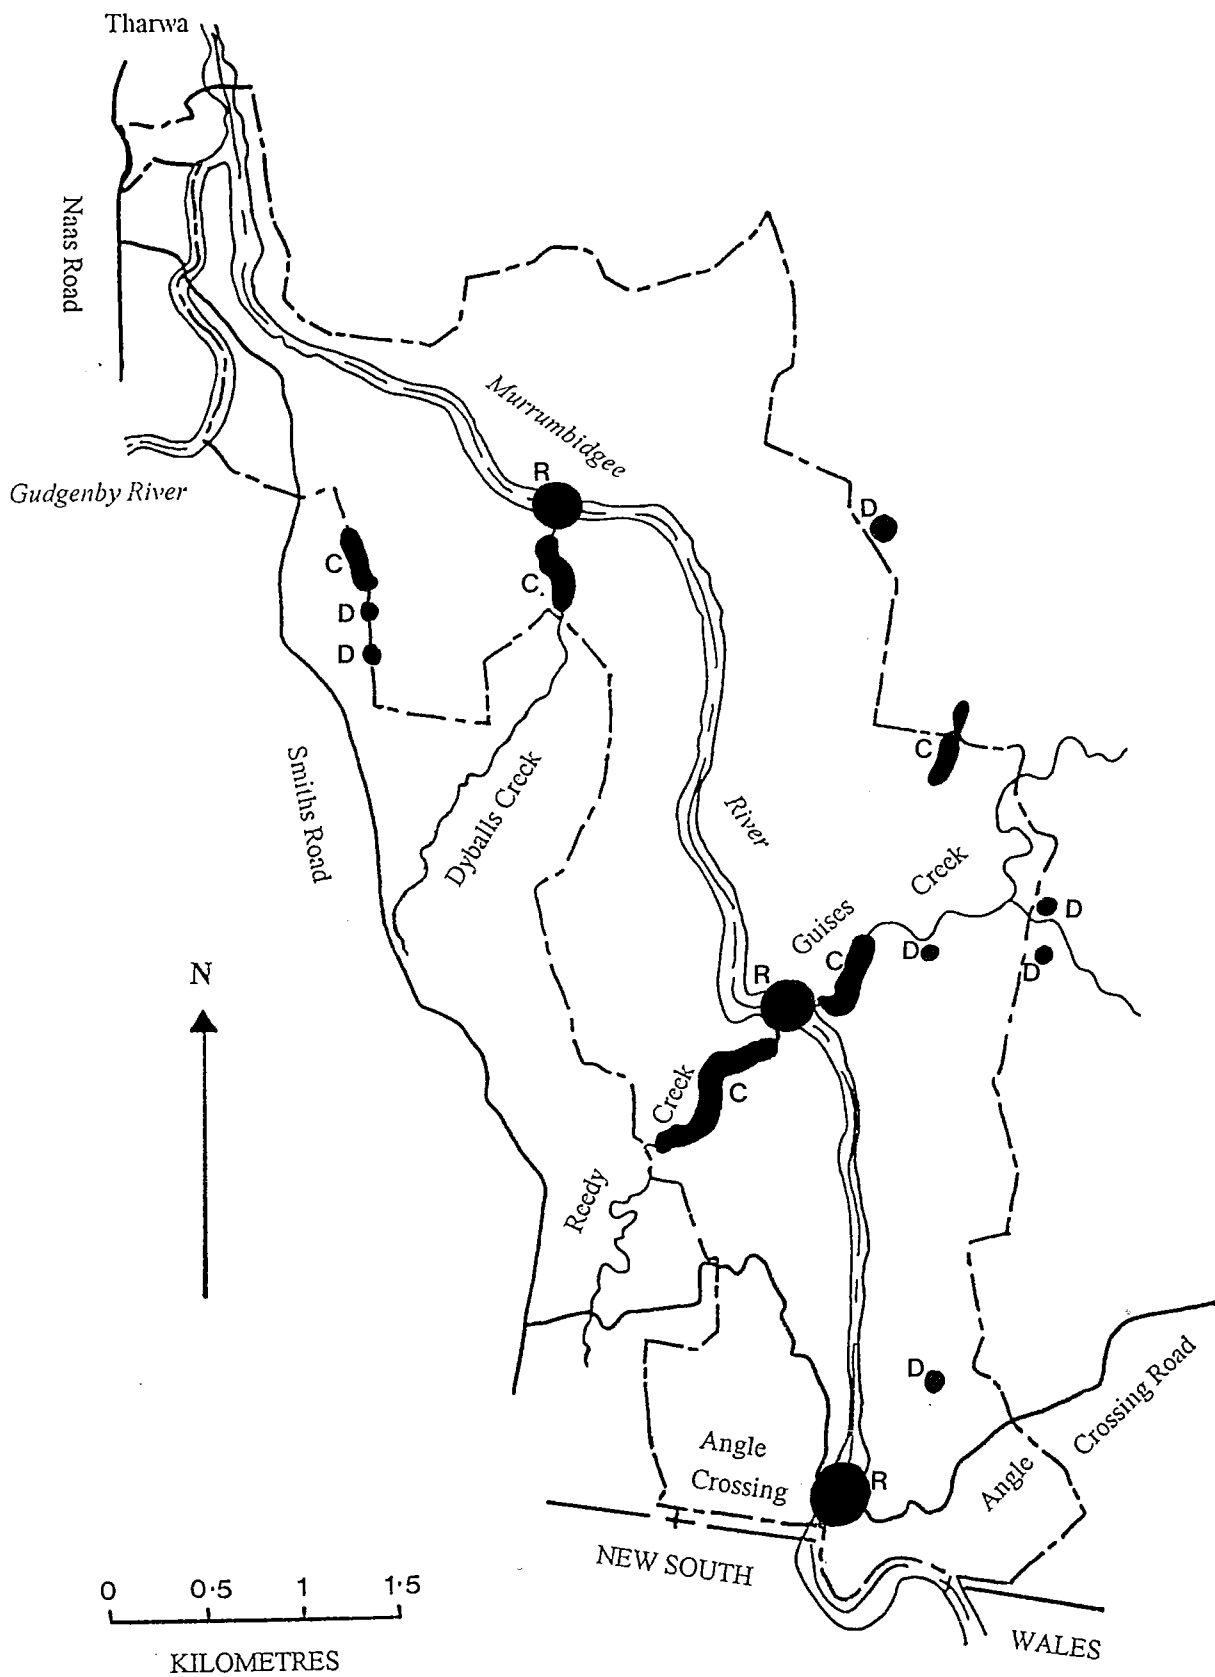 Tharwa
Naas Road
Murrumbidgee
R
Gudgenby River
D
C
C
D
D
C
Smiths Road
Dyballs Creek
River
Creek
Guises
D
D
C
D
R
N
Creek
C
Reedy
D
Crossing Road
Angle
Angle
Crossing
R
NEW SOUTH
WALES
0 0·5 1 1·5
KILOMETRES